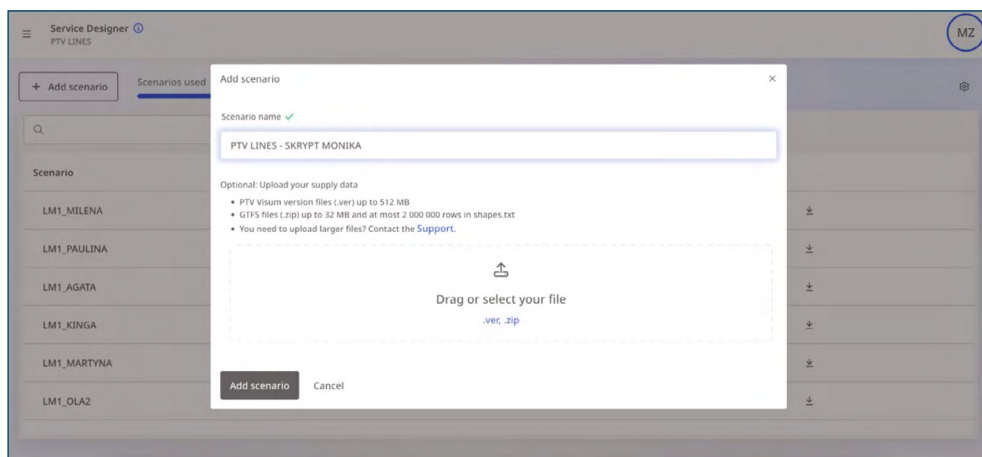 Service Designer
PTV LINES
MZ
+ Add scenario
Scenarios used
Scenario
LM1_MILENA
LM1_PAULINA
LM1_AGATA
LM1_KINGA
LM1_MARTYNA
LM1_OLA2
Add scenario
Scenario name
PTV LINES - SKRYPT MONIKA
Optional: Upload your supply data
• PTV Visum version files (.ver) up to 512 MB
• GTFS files (.zip) up to 32 MB and at most 2 000 000 rows in shapes.txt
• You need to upload larger files? Contact the Support.
Drag or select your file
.ver, .zip
Add scenario
Cancel